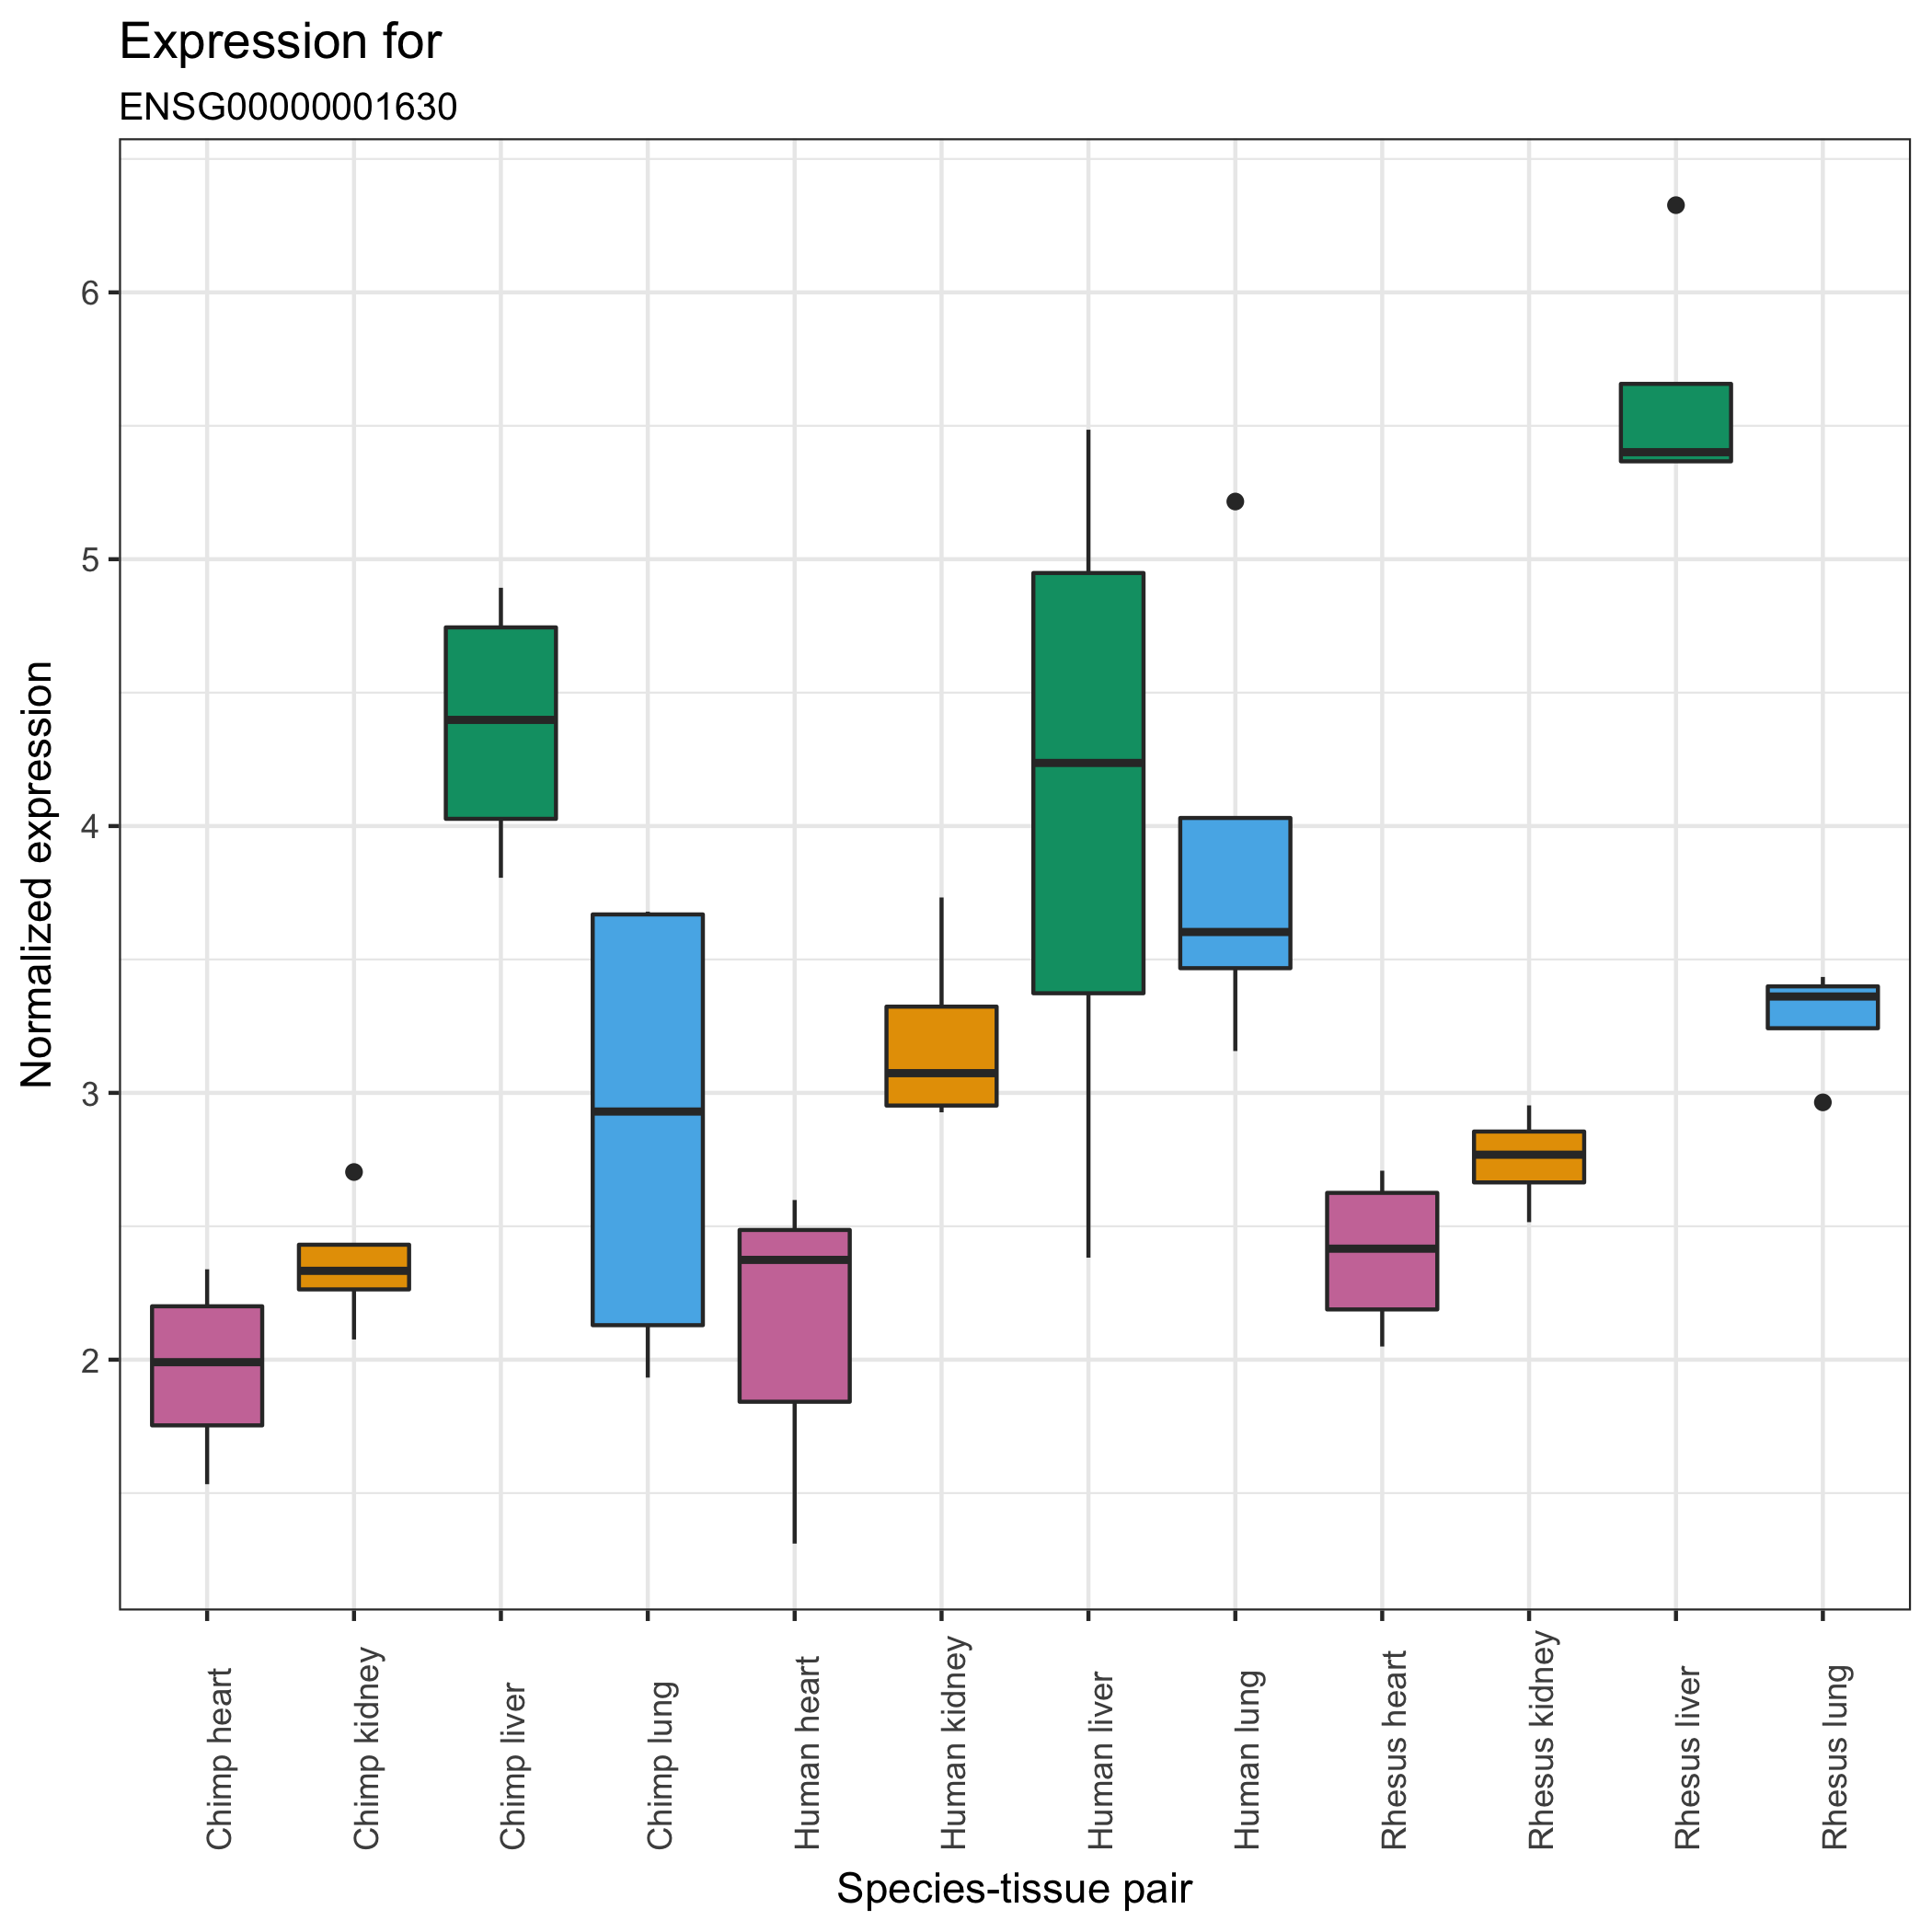 Expression for
ENSG00000001630
Normalized expression
6
5
4
3
2
Chimp heart
Chimp kidney
Chimp liver
Chimp lung
Human heart
Human kidney
Human liver
Human lung
Rhesus heart
Rhesus kidney
Rhesus liver
Rhesus lung
Species-tissue pair